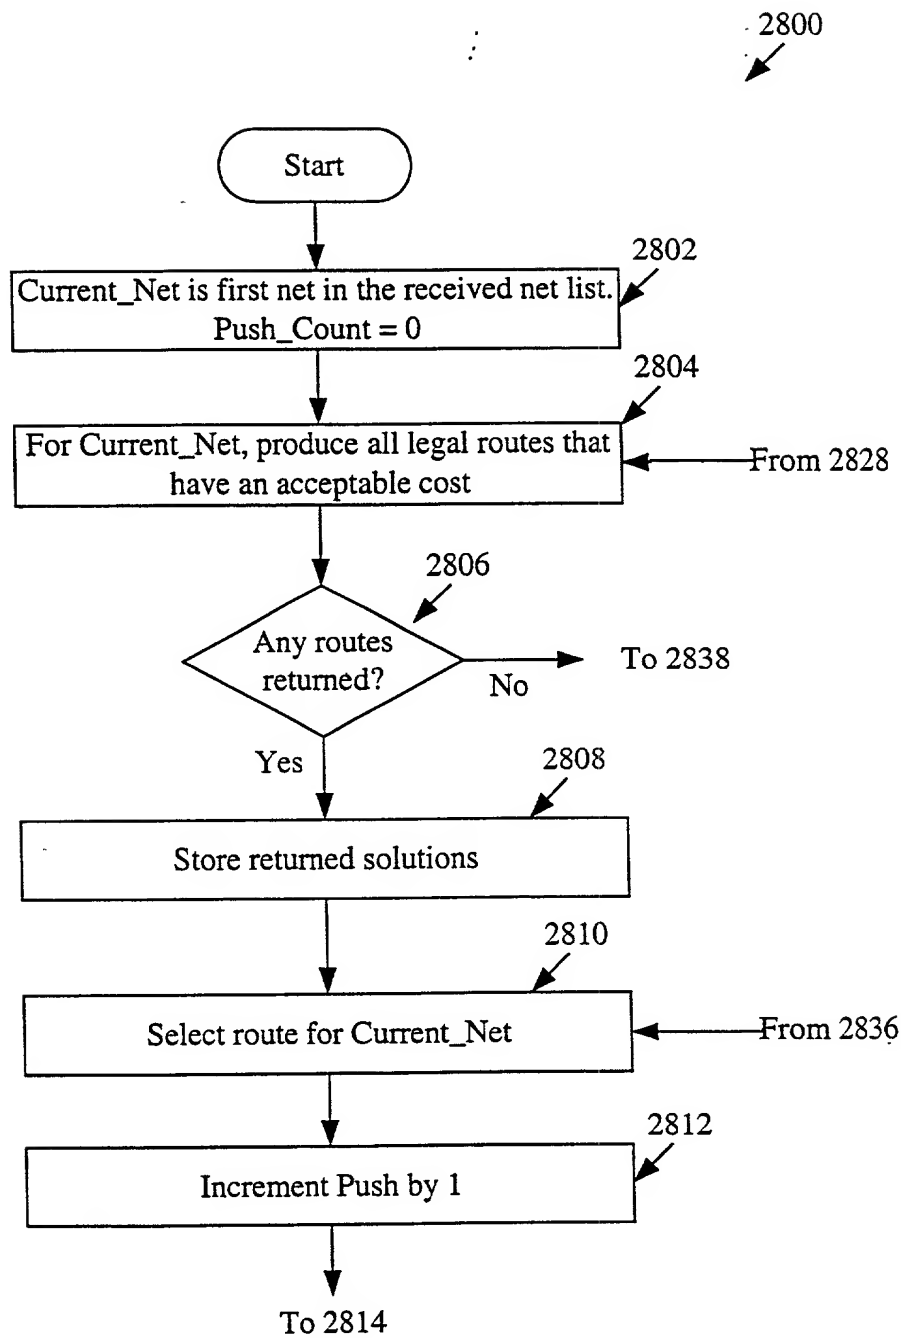 2800
Start
2802
Current_Net is first net in the received net list.
Push_Count = 0
2804
For Current_Net, produce all legal routes that
have an acceptable cost
From 2828
2806
Any routes
returned?
No
To 2838
Yes
2808
Store returned solutions
2810
Select route for Current_Net
From 2836
2812
Increment Push by 1
To 2814